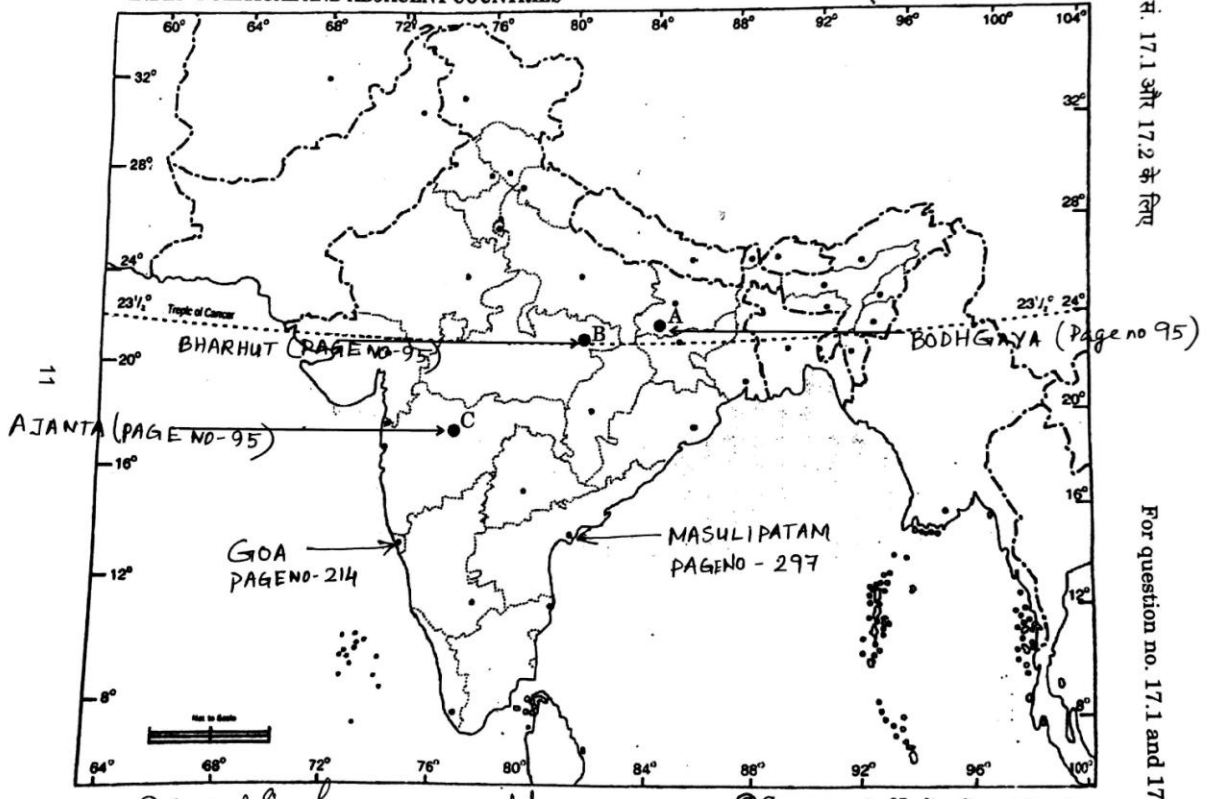 60° 64° 68° 72° 76° 80° 84° 88° 92° 96° 100° 104°
32° 32°
28° 28°
24° 24°
23½° Tropic of Cancer 23½°
A
B
BHARHUT (PAGE NO-95)
BODHGAYA (Page no 95)
20° 20°
C
AJANTA (PAGE NO-95)
16° 16°
GOA
PAGENO-214
MASULIPATAM
PAGENO - 297
12° 12°
8° 8°
Not to Scale
64° 68° 72° 76° 80° 84° 88° 92° 96° 100°
11
17.1 और 17.2 के लिए
For question no. 17.1 and 17